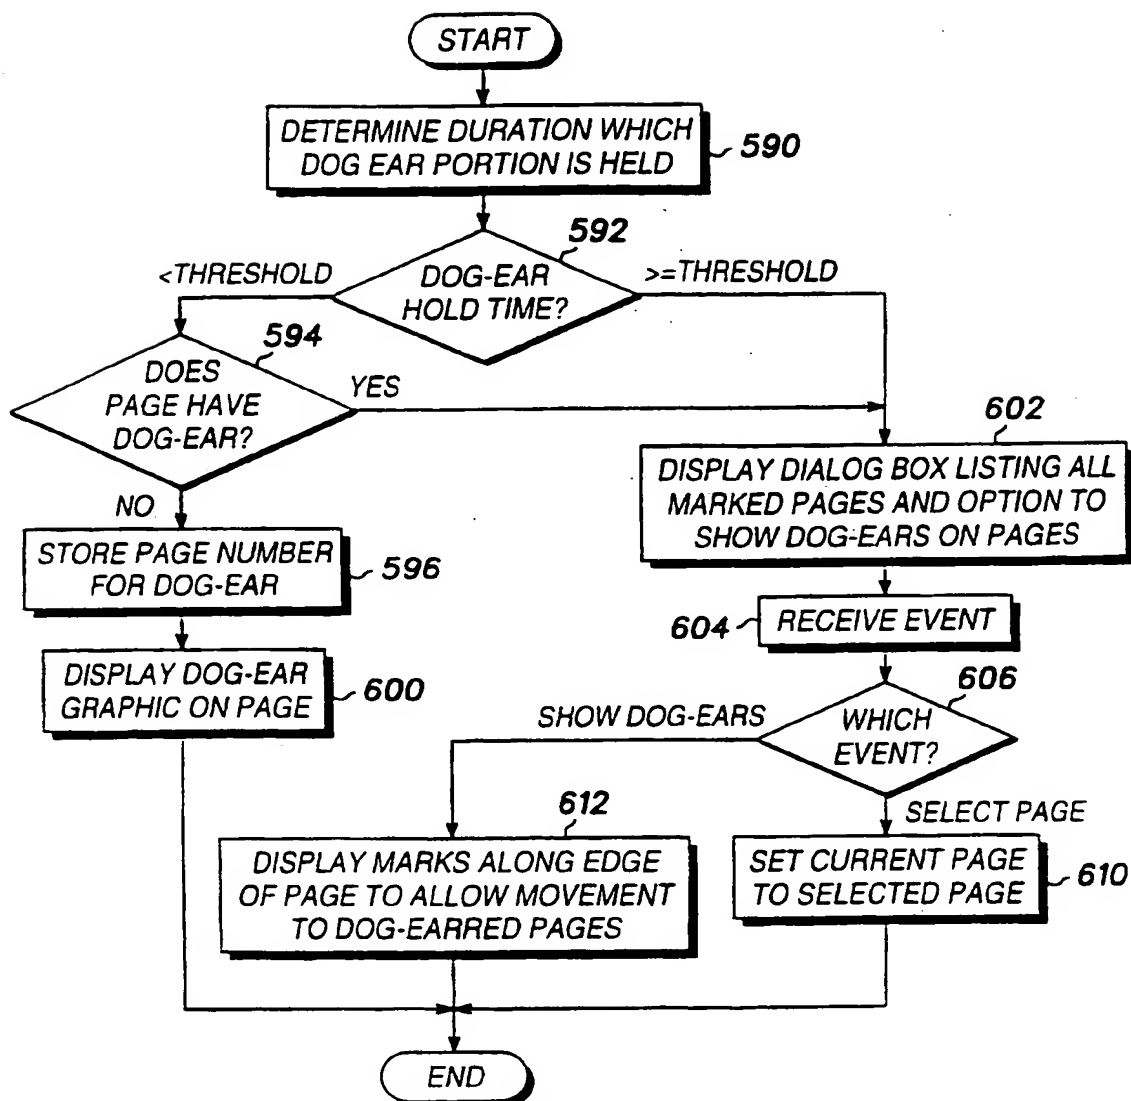 START
DETERMINE DURATION WHICH
DOG EAR PORTION IS HELD
590
592
<THRESHOLD
DOG-EAR
HOLD TIME?
>=THRESHOLD
594
DOES
PAGE HAVE
DOG-EAR?
YES
NO
602
DISPLAY DIALOG BOX LISTING ALL
MARKED PAGES AND OPTION TO
SHOW DOG-EARS ON PAGES
STORE PAGE NUMBER
FOR DOG-EAR
596
604
RECEIVE EVENT
DISPLAY DOG-EAR
GRAPHIC ON PAGE
600
606
SHOW DOG-EARS
WHICH
EVENT?
SELECT PAGE
612
DISPLAY MARKS ALONG EDGE
OF PAGE TO ALLOW MOVEMENT
TO DOG-EARRED PAGES
SET CURRENT PAGE
TO SELECTED PAGE
610
END